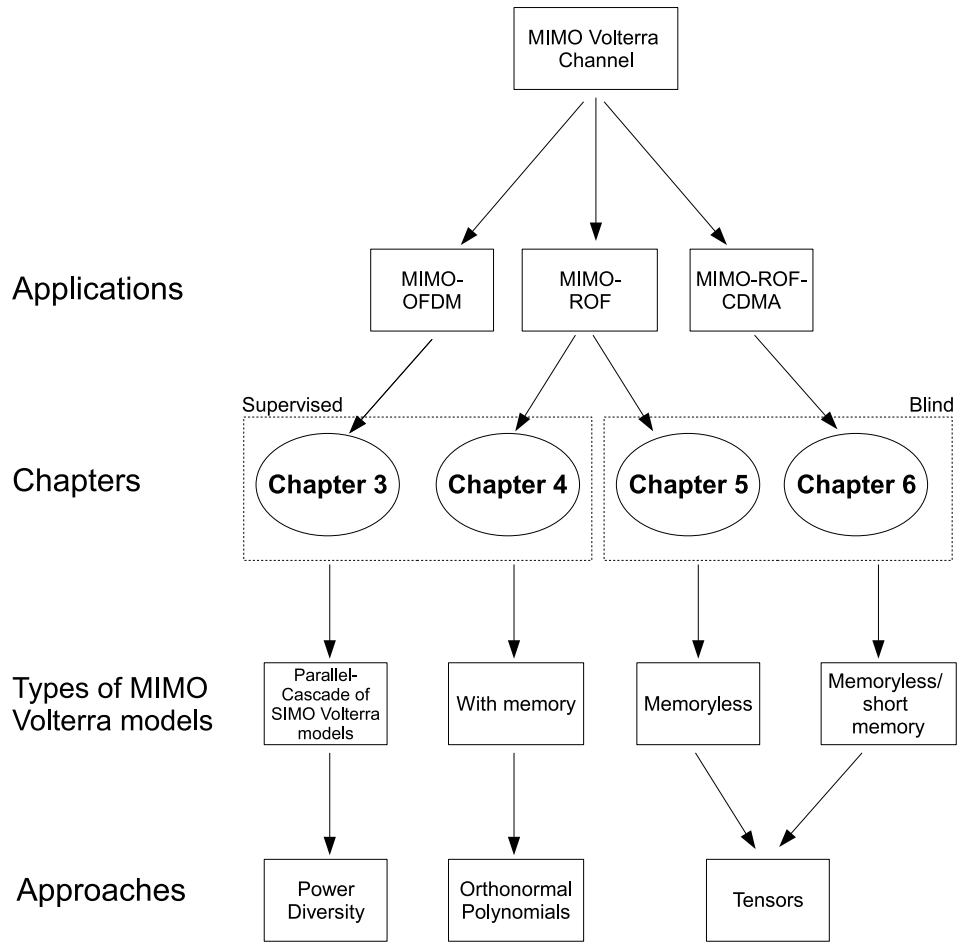 MIMO Volterra
Channel
Applications
MIMO-
OFDM
MIMO-
ROF
MIMO-ROF-
CDMA
Supervised
Blind
Chapters
Chapter 3
Chapter 4
Chapter 5
Chapter 6
Types of MIMO
Volterra models
Parallel-
Cascade of
SIMO Volterra
models
With memory
Memoryless
Memoryless/
short
memory
Approaches
Power
Diversity
Orthonormal
Polynomials
Tensors